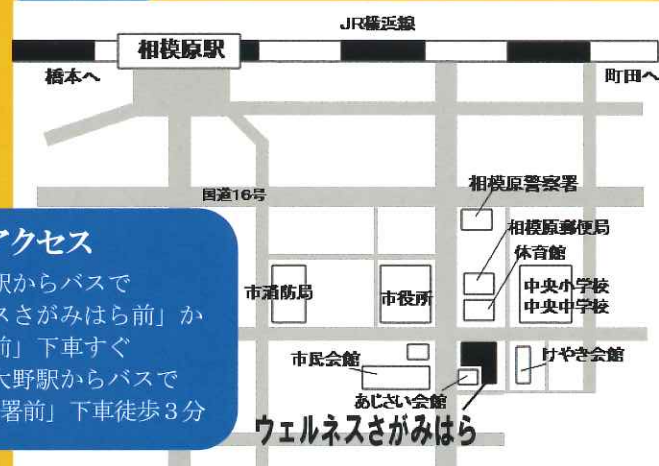 JR横浜線
相模原駅
橋本へ
町田へ
国道16号
相模原警察署
相模原郵便局
体育館
市消防局
市役所
中央小学校
中央中学校
市民会館
けやき会館
あじさい会館
ウェルネスさがみはら
アクセス
駅からバスで
スさがみはら前」か
前」下車すぐ
大野駅からバスで
署前」下車徒歩3分